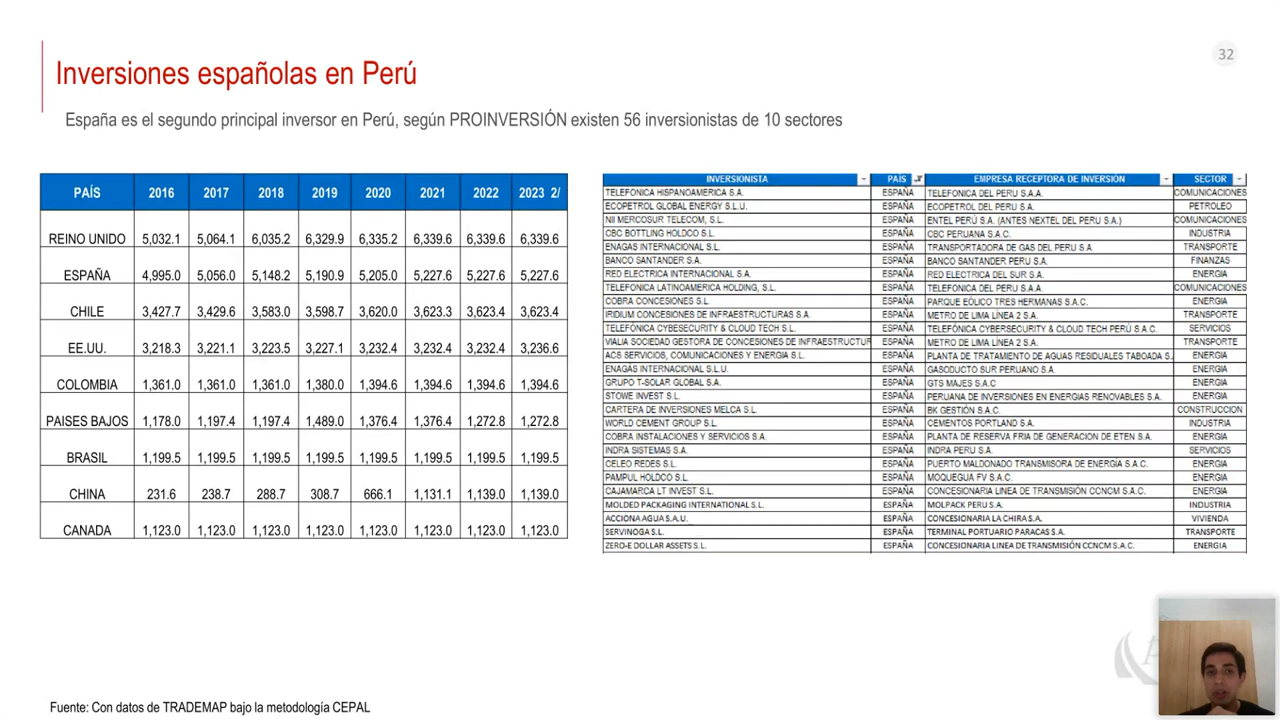 32
Inversiones españolas en Perú
España es el segundo principal inversor en Perú, según PROINVERSIÓN existen 56 inversionistas de 10 sectores
PAÍS 2016 2017 2018 2019 2020 2021 2022 2023 2/
REINO UNIDO 5,032.1 5,064.1 6,035.2 6,329.9 6,335.2 6,339.6 6,339.6 6,339.6
ESPAÑA 4,995.0 5,056.0 5,148.2 5,190.9 5,205.0 5,227.6 5,227.6 5,227.6
CHILE 3,427.7 3,429.6 3,583.0 3,598.7 3,620.0 3,623.3 3,623.4 3,623.4
EE.UU. 3,218.3 3,221.1 3,223.5 3,227.1 3,232.4 3,232.4 3,232.4 3,236.6
COLOMBIA 1,361.0 1,361.0 1,361.0 1,380.0 1,394.6 1,394.6 1,394.6 1,394.6
PAISES BAJOS 1,178.0 1,197.4 1,197.4 1,489.0 1,376.4 1,376.4 1,272.8 1,272.8
BRASIL 1,199.5 1,199.5 1,199.5 1,199.5 1,199.5 1,199.5 1,199.5 1,199.5
CHINA 231.6 238.7 288.7 308.7 666.1 1,131.1 1,139.0 1,139.0
CANADA 1,123.0 1,123.0 1,123.0 1,123.0 1,123.0 1,123.0 1,123.0 1,123.0
INVERSIONISTA PAÍS EMPRESA RECEPTORA DE INVERSIÓN SECTOR
TELEFONICA HISPANOAMERICA S.A. ESPAÑA TELEFONICA DEL PERU S.A.A. COMUNICACIONES
ECOPETROL GLOBAL ENERGY S.L.U. ESPAÑA ECOPETROL DEL PERU S.A. PETROLEO
NII MERCOSUR TELECOM, S.L. ESPAÑA ENTEL PERÚ S.A. (ANTES NEXTEL DEL PERU S.A.) COMUNICACIONES
CBC BOTTLING HOLDCO S.L. ESPAÑA CBC PERUANA S.A.C. INDUSTRIA
ENAGAS INTERNACIONAL S.L. ESPAÑA TRANSPORTADORA DE GAS DEL PERU S.A TRANSPORTE
BANCO SANTANDER S.A. ESPAÑA BANCO SANTANDER PERU S.A. FINANZAS
RED ELECTRICA INTERNACIONAL S.A. ESPAÑA RED ELECTRICA DEL SUR S.A. ENERGIA
TELEFONICA LATINOAMERICA HOLDING, S.L. ESPAÑA TELEFONICA DEL PERU S.A.A. COMUNICACIONES
COBRA CONCESIONES S.L. ESPAÑA PARQUE EÓLICO TRES HERMANAS S.A.C. ENERGIA
IRIDIUM CONCESIONES DE INFRAESTRUCTURAS S.A. ESPAÑA METRO DE LIMA LÍNEA 2 S.A. TRANSPORTE
TELEFÓNICA CYBESECURITY & CLOUD TECH S.L. ESPAÑA TELEFÓNICA CYBERSECURITY & CLOUD TECH PERÚ S.A.C. SERVICIOS
VIALIA SOCIEDAD GESTORA DE CONCESIONES DE INFRAESTRUCTUR ESPAÑA METRO DE LIMA LÍNEA 2 S.A. TRANSPORTE
ACS SERVICIOS, COMUNICACIONES Y ENERGIA S.L. ESPAÑA PLANTA DE TRATAMIENTO DE AGUAS RESIDUALES TABOADA S. ENERGIA
ENAGÁS INTERNACIONAL S.L.U. ESPAÑA GASODUCTO SUR PERUANO S.A. ENERGIA
GRUPO T-SOLAR GLOBAL S.A. ESPAÑA GTS MAJES S.A.C ENERGIA
STOWE INVEST S.L. ESPAÑA PERUANA DE INVERSIONES EN ENERGIAS RENOVABLES S.A. ENERGIA
CARTERA DE INVERSIONES MELCA S.L. ESPAÑA BK GESTIÓN S.A.C. CONSTRUCCION
WORLD CEMENT GROUP S.L. ESPAÑA CEMENTOS PORTLAND S.A. INDUSTRIA
COBRA INSTALACIONES Y SERVICIOS S.A. ESPAÑA PLANTA DE RESERVA FRIA DE GENERACION DE ETEN S.A. ENERGIA
INDRA SISTEMAS S.A. ESPAÑA INDRA PERU S.A. SERVICIOS
CELEO REDES S.L. ESPAÑA PUERTO MALDONADO TRANSMISORA DE ENERGÍA S.A.C. ENERGIA
PAMPUL HOLDCO S.L. ESPAÑA MOQUEGUA FV S.A.C. ENERGIA
CAJAMARCA LT INVEST S.L. ESPAÑA CONCESIONARIA LINEA DE TRANSMISIÓN CCNCM S.A.C. ENERGIA
MOLDED PACKAGING INTERNATIONAL S.L. ESPAÑA MOLPACK PERU S.A. INDUSTRIA
ACCIONA AGUA S.A.U. ESPAÑA CONCESIONARIA LA CHIRA S.A. VIVIENDA
SERVINOGA S.L. ESPAÑA TERMINAL PORTUARIO PARACAS S.A. TRANSPORTE
ZERO-E DOLLAR ASSETS S.L. ESPAÑA CONCESIONARIA LINEA DE TRANSMISIÓN CCNCM S.A.C. ENERGIA
Fuente: Con datos de TRADEMAP bajo la metodología CEPAL